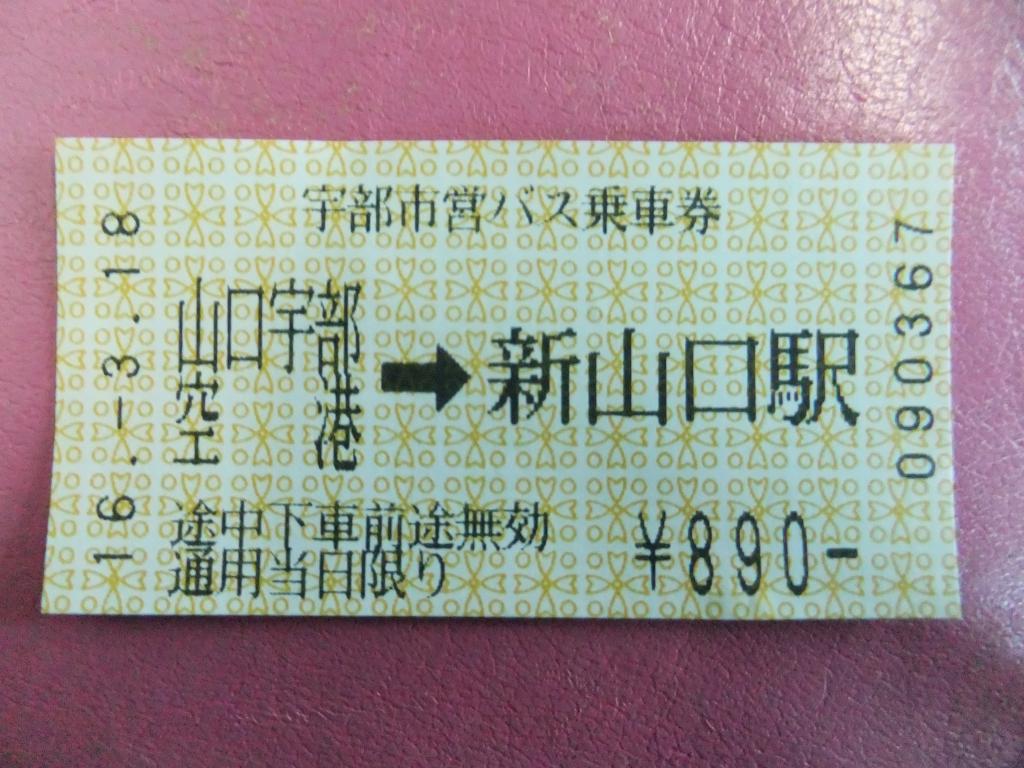 宇部市営バス乗車券
16.-3.18
山口宇部
空港
➡
新山口駅
090367
途中下車前途無効
通用当日限り
¥890-